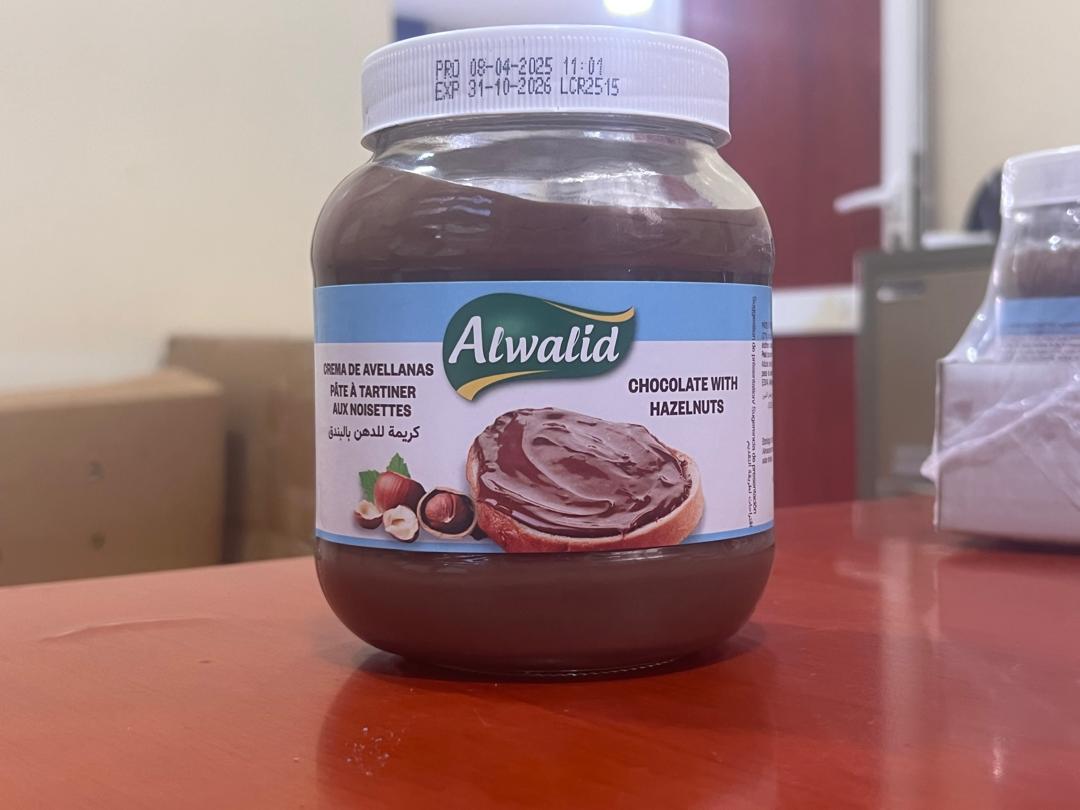 PRO 08-04-2025 11:01
EXP 31-10-2026 LCR2515
Alwalid
CREMA DE AVELLANAS
PÂTE À TARTINER
AUX NOISETTES
كريمة للدهن بالبندق
CHOCOLATE WITH
HAZELNUTS